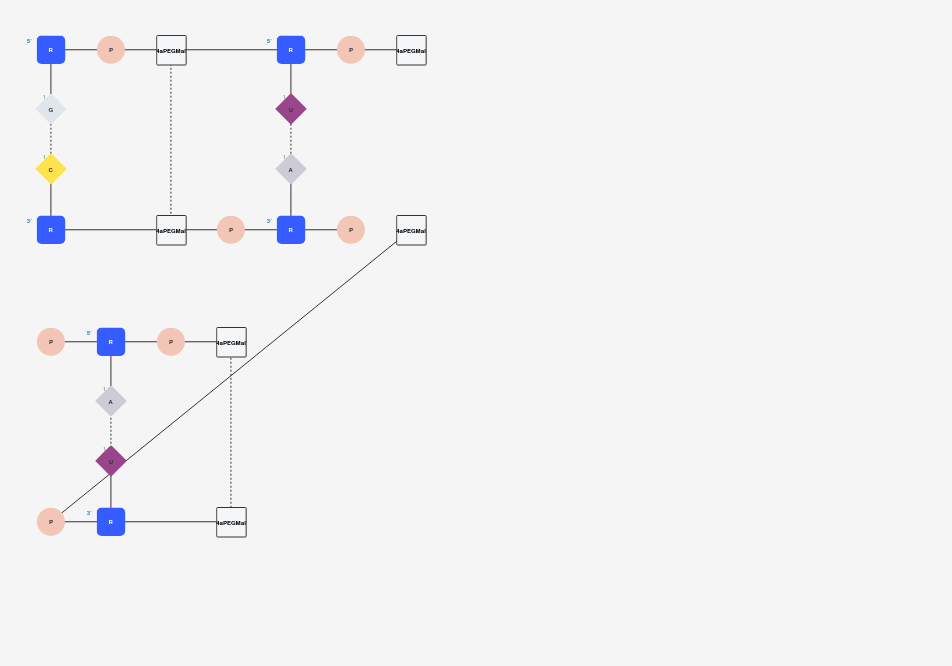 5' R P 4aPEGMal 5' R P 4aPEGMal
G U
C A
3' R 4aPEGMal P 3' R P 4aPEGMal
P 5' R P 4aPEGMal
A
U
P 3' R 4aPEGMal